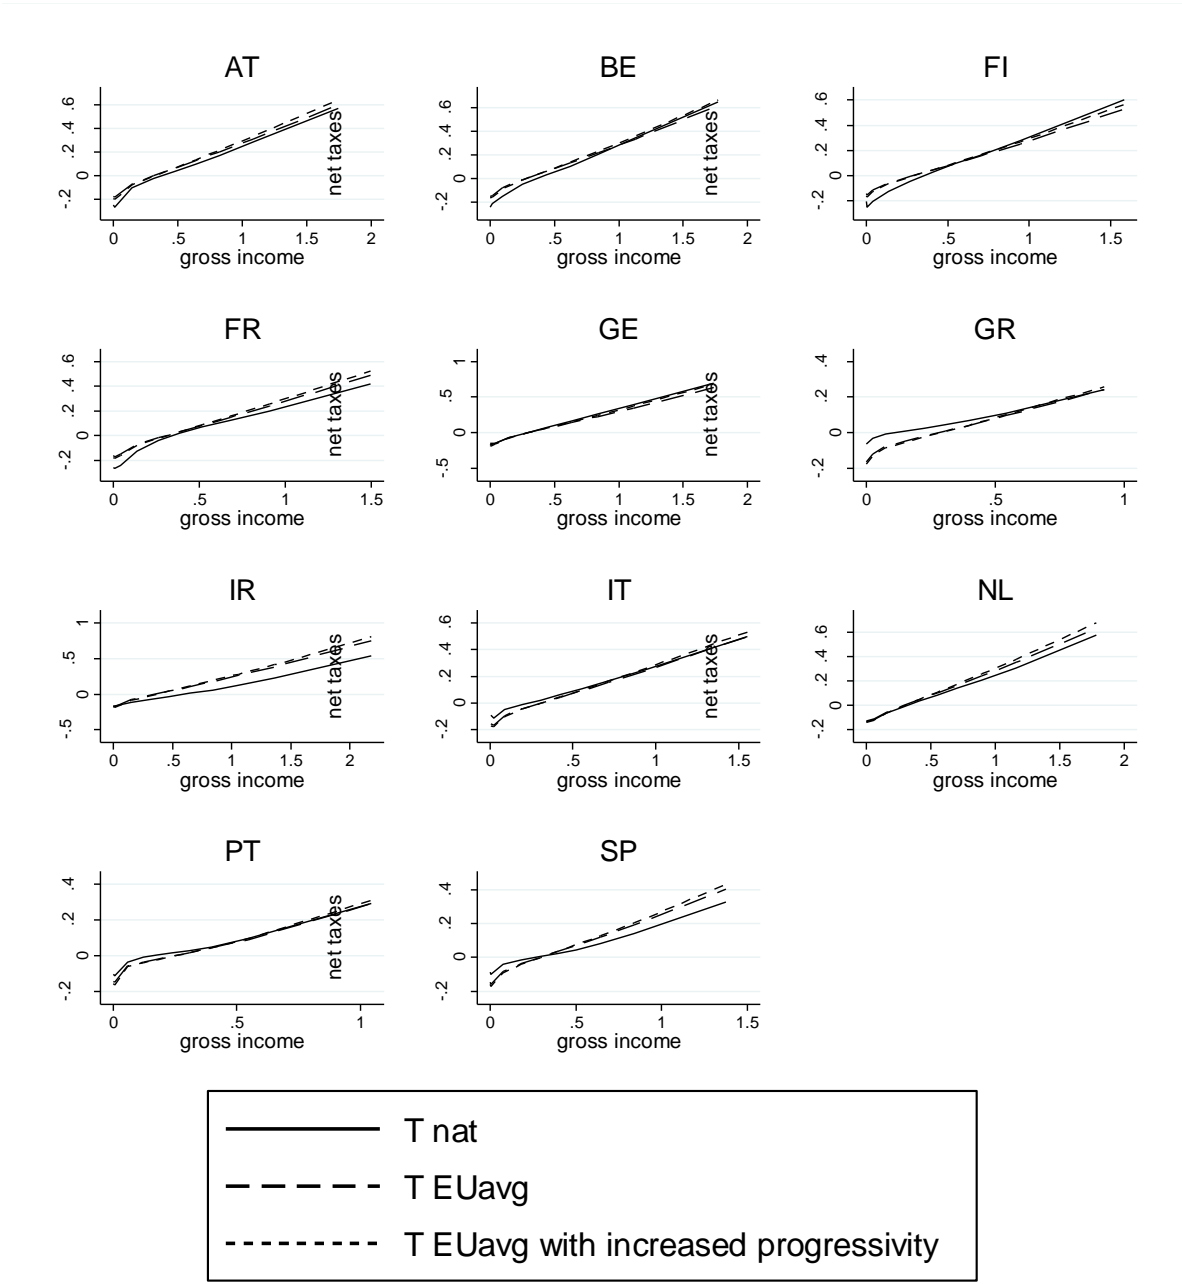 AT BE FI
.6 .6 .6
.4 .4 .4
.2 .2 .2
0 0 0
-.2 -.2 -.2
net taxes net taxes
0 .5 1 1.5 2 0 .5 1 1.5 2 0 .5 1 1.5
gross income gross income gross income
FR GE GR
.6 1 .4
.4 .5 .2
.2 0 0
0 -.5 -.2
-.2
net taxes net taxes
0 .5 1 1.5 0 .5 1 1.5 2 0 .5 1
gross income gross income gross income
IR IT NL
1 .6 .6
.5 .4 .4
0 .2 .2
-.5 0 0
-.2 -.2
net taxes net taxes
0 .5 1 1.5 2 0 .5 1 1.5 0 .5 1 1.5 2
gross income gross income gross income
PT SP
.4 .4
.2 .2
0 0
-.2 -.2
net taxes
0 .5 1 0 .5 1 1.5
gross income gross income
T nat
T EUavg
T EUavg with increased progressivity